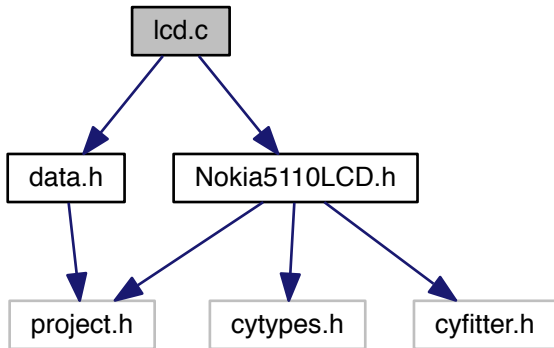 lcd.c
data.h
Nokia5110LCD.h
project.h
cytypes.h
cyfitter.h